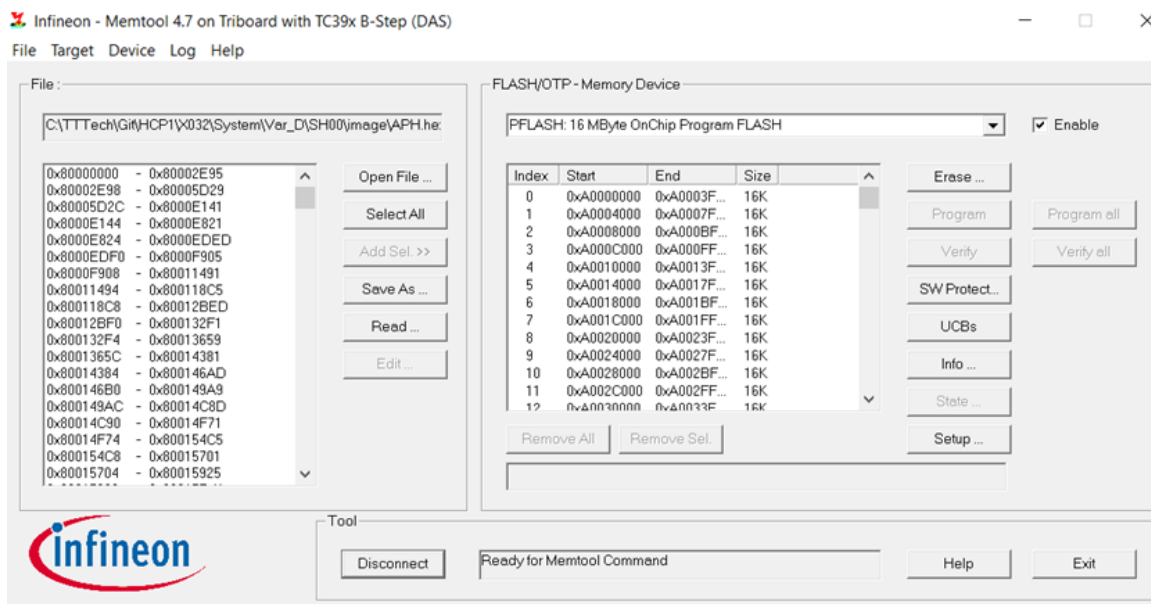 Infineon - Memtool 4.7 on Triboard with TC39x B-Step (DAS)
File Target Device Log Help
File :
C:\TTTech\Git\HCP1\X032\System\Var_D\SH00\image\APH.he
0x80000000 - 0x80002E95
0x80002E98 - 0x80005D29
0x80005D2C - 0x8000E141
0x8000E144 - 0x8000E821
0x8000E824 - 0x8000EDED
0x8000EDF0 - 0x8000F905
0x8000F908 - 0x80011491
0x80011494 - 0x800118C5
0x800118C8 - 0x80012BED
0x80012BF0 - 0x800132F1
0x800132F4 - 0x80013659
0x8001365C - 0x80014381
0x80014384 - 0x800146AD
0x800146B0 - 0x800149A9
0x800149AC - 0x80014C8D
0x80014C90 - 0x80014F71
0x80014F74 - 0x800154C5
0x800154C8 - 0x80015701
0x80015704 - 0x80015925
Open File ...
Select All
Add Sel. >>
Save As ...
Read ...
Edit ...
FLASH/OTP - Memory Device
PFLASH: 16 MByte OnChip Program FLASH
Enable
Index Start End Size
0 0xA0000000 0xA0003F... 16K
1 0xA0004000 0xA0007F... 16K
2 0xA0008000 0xA000BF... 16K
3 0xA000C000 0xA000FF... 16K
4 0xA0010000 0xA0013F... 16K
5 0xA0014000 0xA0017F... 16K
6 0xA0018000 0xA001BF... 16K
7 0xA001C000 0xA001FF... 16K
8 0xA0020000 0xA0023F... 16K
9 0xA0024000 0xA0027F... 16K
10 0xA0028000 0xA002BF... 16K
11 0xA002C000 0xA002FF... 16K
12 0xA0030000 0xA0033F... 16K
Erase ...
Program
Program all
Verify
Verify all
SW Protect...
UCBs
Info ...
State ...
Setup ...
Remove All
Remove Sel.
infineon
Tool
Disconnect
Ready for Memtool Command
Help
Exit